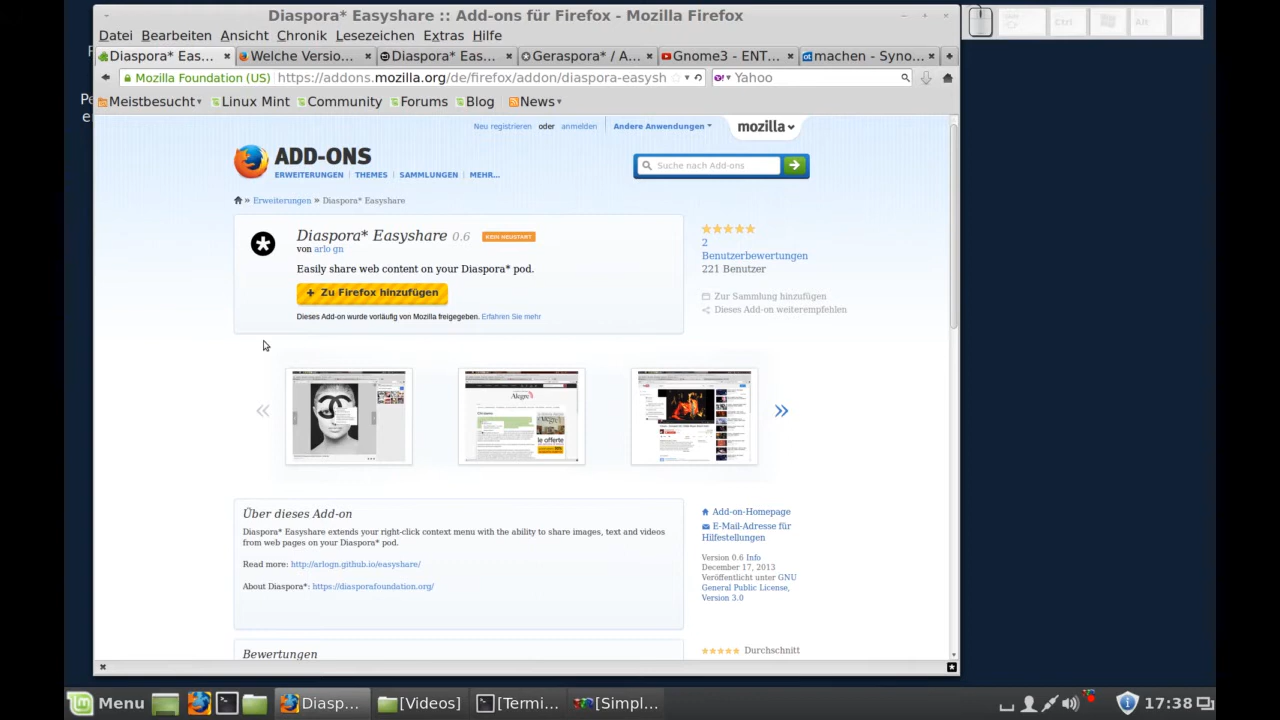 Diaspora* Easyshare :: Add-ons für Firefox - Mozilla Firefox
Ctrl
Alt
Datei Bearbeiten Ansicht Chronik Lesezeichen Extras Hilfe
Diaspora* Eas... Welche Versio... Diaspora* Eas... Geraspora* / A... Gnome3 - ENT... machen - Syno...
Mozilla Foundation (US) https://addons.mozilla.org/de/firefox/addon/diaspora-easysh Yahoo
Meistbesucht Linux Mint Community Forums Blog News
Neu registrieren oder anmelden Andere Anwendungen mozilla
ADD-ONS
Suche nach Add-ons
ERWEITERUNGEN THEMES SAMMLUNGEN MEHR...
» Erweiterungen » Diaspora* Easyshare
Diaspora* Easyshare 0.6 KEIN NEUSTART
von arlo gn
Easily share web content on your Diaspora* pod.
+ Zu Firefox hinzufügen
Dieses Add-on wurde vorläufig von Mozilla freigegeben. Erfahren Sie mehr
2
Benutzerbewertungen
221 Benutzer
Zur Sammlung hinzufügen
Dieses Add-on weiterempfehlen
« »
Alegre
le offerte
Über dieses Add-on
Diaspora* Easyshare extends your right-click context menu with the ability to share images, text and videos
from web pages on your Diaspora* pod.
Read more: http://arlogn.github.io/easyshare/
About Diaspora*: https://diasporafoundation.org/
Add-on-Homepage
E-Mail-Adresse für
Hilfestellungen
Version 0.6 Info
December 17, 2013
Veröffentlicht unter GNU
General Public License,
Version 3.0
Bewertungen
Durchschnitt
Menu Diasp... [Videos] [Termi... [Simpl... 17:38